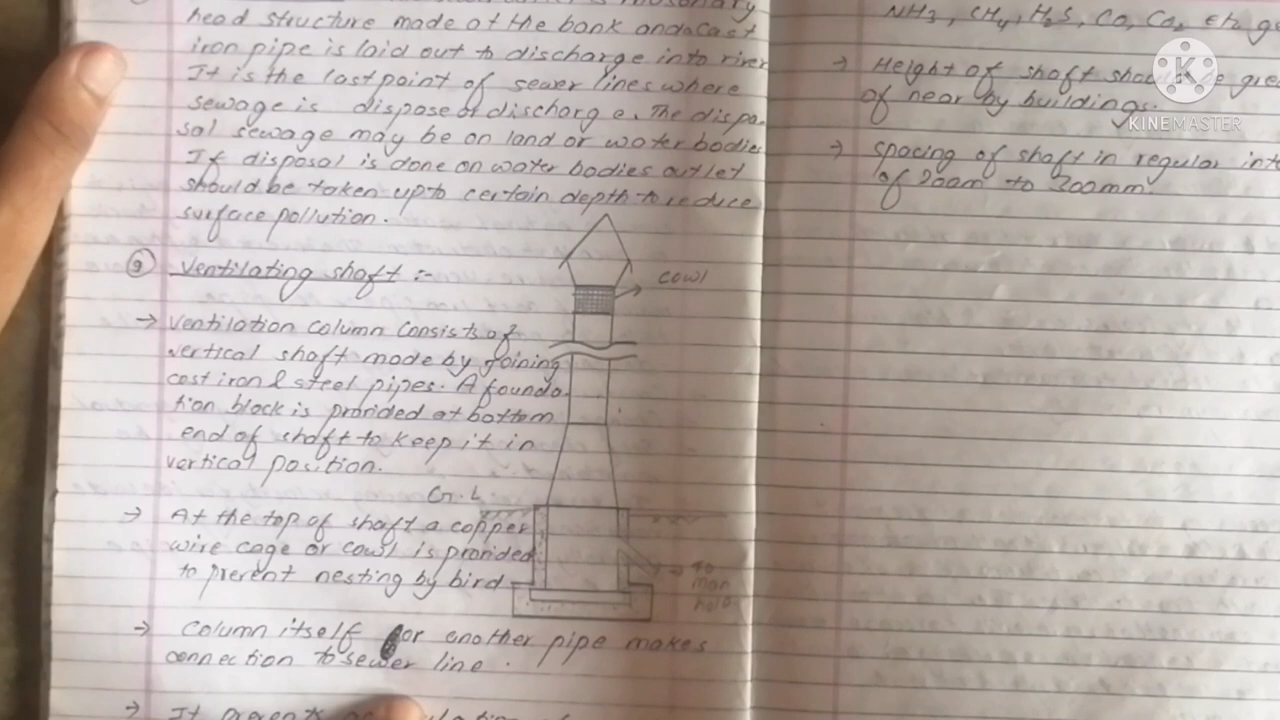 head structure made at the bank and a cast
iron pipe is laid out to discharge into river
It is the last point of sewer lines where
sewage is dispose or discharge. The dispo-
sal sewage may be on land or water bodies
If disposal is done on water bodies outlet
should be taken upto certain depth to reduce
surface pollution.
9 Ventilating shaft :-
→ Ventilation column consists of
vertical shaft made by joining
cast iron & steel pipes. A founda-
tion block is provided at bottom
end of shaft to keep it in
vertical position.
→ At the top of shaft a copper
wire cage or cowl is provided
to prevent nesting by bird
→ Column itself or another pipe makes
connection to sewer line.
→ It
cowl
G.L
→ To
man
hole
NH3, CH4, H2S, CO, CO2 etc.
→ Height of shaft should be
of near by buildings.
→ spacing of shaft in regular
of 200m to 300mm
KINEMASTER